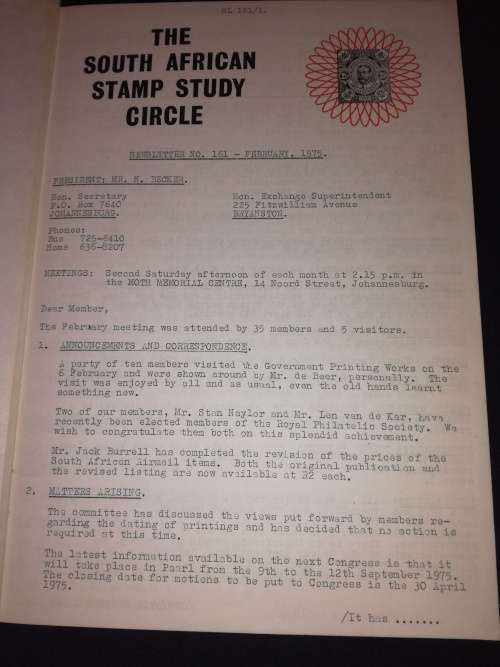 NL 161/1.
THE
SOUTH AFRICAN
STAMP STUDY
CIRCLE
NEWSLETTER NO. 161 - FEBRUARY, 1975.
PRESIDENT: MR. N. BECKER.
Hon. Secretary
P.O. Box 7640
JOHANNESBURG.
Hon. Exchange Superintendent
225 Fitzwilliam Avenue
BRYANSTON.
Phones:
Bus 725-6410
Home 636-8207
MEETINGS: Second Saturday afternoon of each month at 2.15 p.m. in
the MOTH MEMORIAL CENTRE, 14 Noord Street, Johannesburg.
Dear Member,
The February meeting was attended by 35 members and 5 visitors.
1. ANNOUNCEMENTS AND CORRESPONDENCE.
A party of ten members visited the Government Printing Works on the
6 February and were shown around by Mr. de Beer, personally. The
visit was enjoyed by all and as usual, even the old hands learnt
something new.
Two of our members, Mr. Stan Naylor and Mr. Len van de Kar, have
recently been elected members of the Royal Philatelic Society. We
wish to congratulate them both on this splendid achievement.
Mr. Jack Burrell has completed the revision of the prices of the
South African Airmail items. Both the original publication and
the revised listing are now available at R2 each.
2. MATTERS ARISING.
The committee has discussed the views put forward by members re-
garding the dating of printings and has decided that no action is
required at this time.
The latest information available on the next Congress is that it
will take place in Paarl from the 9th to the 12th September 1975.
The closing date for motions to be put to Congress is the 30 April
1975.
/It has .......